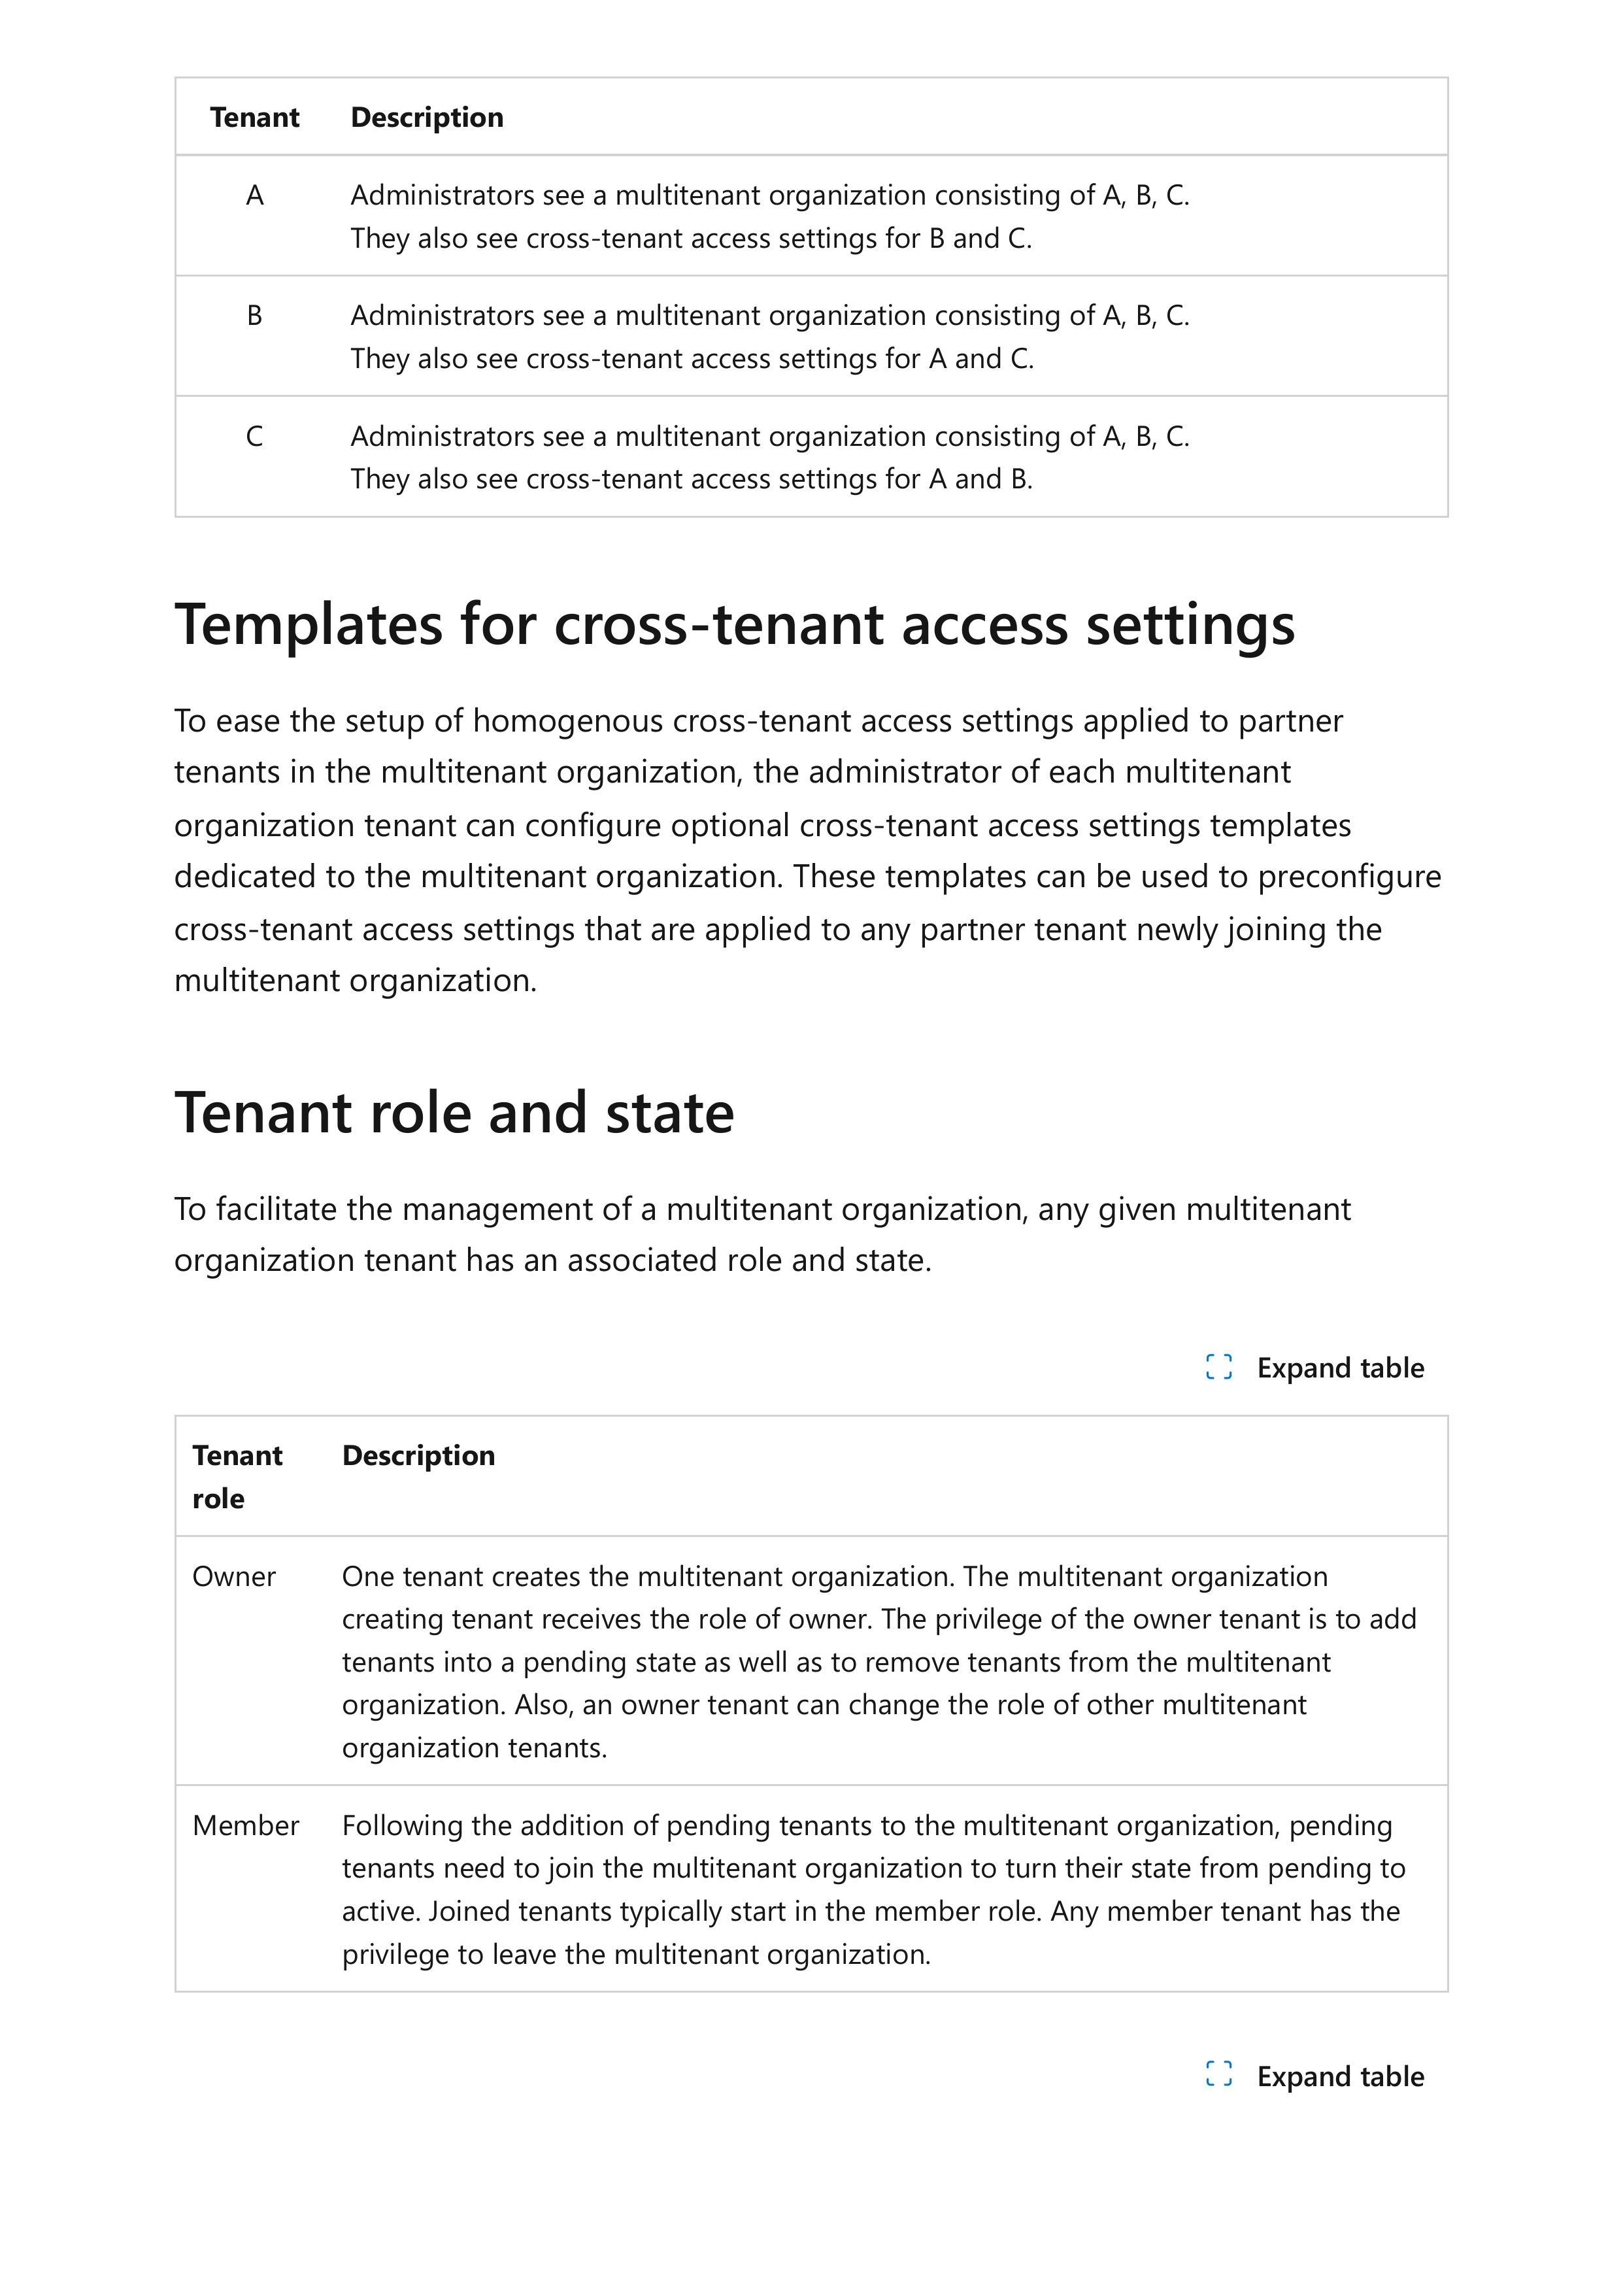 Tenant Description
A Administrators see a multitenant organization consisting of A, B, C.
They also see cross-tenant access settings for B and C.
B Administrators see a multitenant organization consisting of A, B, C.
They also see cross-tenant access settings for A and C.
C Administrators see a multitenant organization consisting of A, B, C.
They also see cross-tenant access settings for A and B.
Templates for cross-tenant access settings
To ease the setup of homogenous cross-tenant access settings applied to partner
tenants in the multitenant organization, the administrator of each multitenant
organization tenant can configure optional cross-tenant access settings templates
dedicated to the multitenant organization. These templates can be used to preconfigure
cross-tenant access settings that are applied to any partner tenant newly joining the
multitenant organization.
Tenant role and state
To facilitate the management of a multitenant organization, any given multitenant
organization tenant has an associated role and state.
Expand table
Tenant Description
role
Owner One tenant creates the multitenant organization. The multitenant organization
creating tenant receives the role of owner. The privilege of the owner tenant is to add
tenants into a pending state as well as to remove tenants from the multitenant
organization. Also, an owner tenant can change the role of other multitenant
organization tenants.
Member Following the addition of pending tenants to the multitenant organization, pending
tenants need to join the multitenant organization to turn their state from pending to
active. Joined tenants typically start in the member role. Any member tenant has the
privilege to leave the multitenant organization.
Expand table